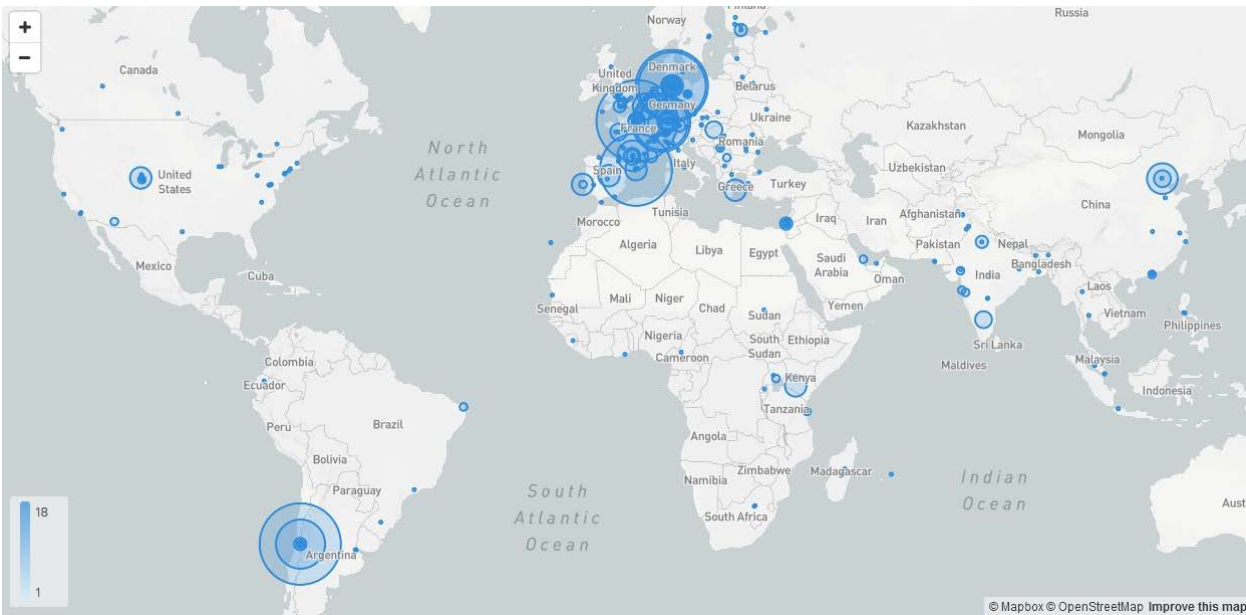 +
−
Canada
United
States
Mexico
Cuba
North
Atlantic
Ocean
Colombia
Ecuador
Peru
Brazil
Bolivia
Paraguay
Argentina
South
Atlantic
Ocean
Norway
Finland
Russia
United
Kingdom
Denmark
Germany
Belarus
Ukraine
France
Romania
Italy
Spain
Greece
Turkey
Kazakhstan
Mongolia
Uzbekistan
China
Morocco
Tunisia
Algeria
Libya
Egypt
Iraq
Iran
Afghanistan
Pakistan
Nepal
Saudi
Arabia
Oman
Yemen
India
Bangladesh
Laos
Vietnam
Philippines
Sri Lanka
Maldives
Malaysia
Indonesia
Senegal
Mali
Niger
Chad
Sudan
Nigeria
Cameroon
South
Sudan
Ethiopia
Kenya
Tanzania
Angola
Zimbabwe
Namibia
Madagascar
South Africa
Indian
Ocean
Aust
18
1
© Mapbox © OpenStreetMap Improve this map